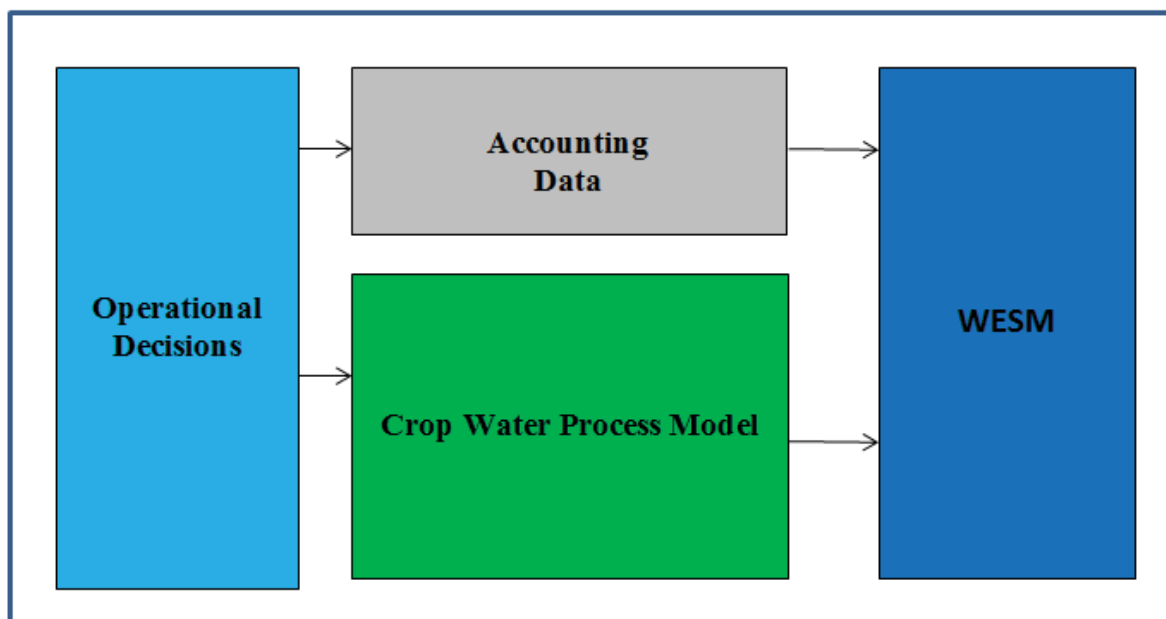 Operational
Decisions
Accounting
Data
Crop Water Process Model
WESM